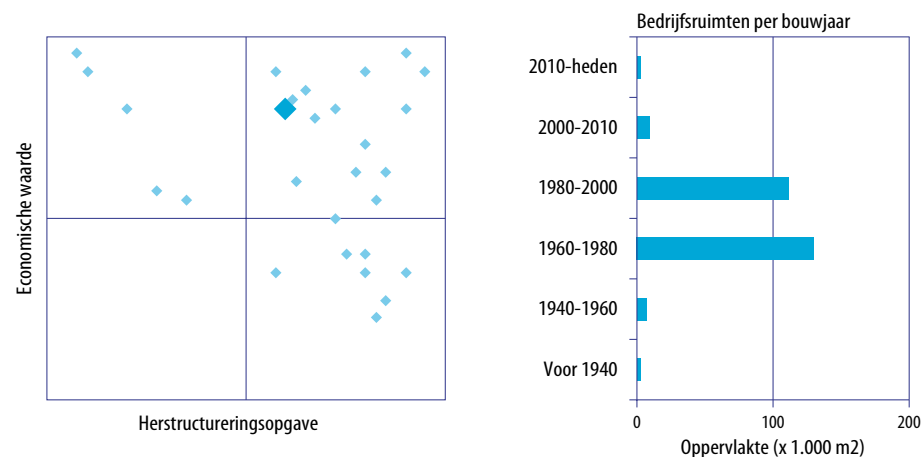 Economische waarde
Herstructureringsopgave
Bedrijfsruimten per bouwjaar
2010-heden
2000-2010
1980-2000
1960-1980
1940-1960
Voor 1940
0 100 200
Oppervlakte (x 1.000 m2)